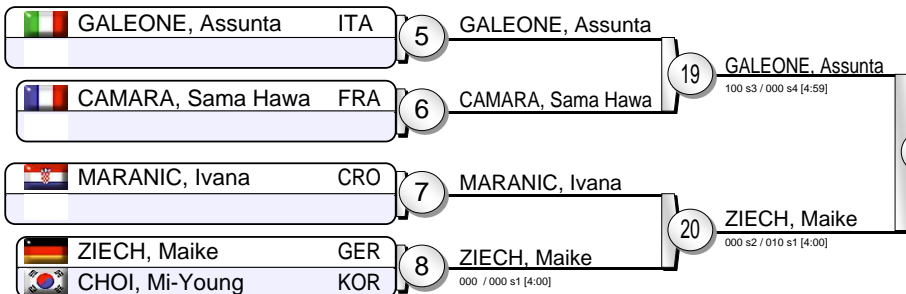 GALEONE, Assunta ITA
5
GALEONE, Assunta
CAMARA, Sama Hawa FRA
6
CAMARA, Sama Hawa
19
GALEONE, Assunta
100 s3 / 000 s4 [4:59]
MARANIC, Ivana CRO
7
MARANIC, Ivana
ZIECH, Maike GER
CHOI, Mi-Young KOR
8
ZIECH, Maike
000 / 000 s1 [4:00]
20
ZIECH, Maike
000 s2 / 010 s1 [4:00]